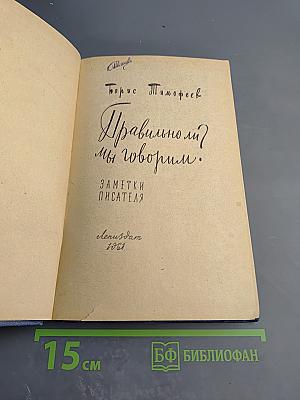 Борис Тимофеев
Правильно ли
мы говорим?
ЗАМЕТКИ
ПИСАТЕЛЯ
Лениздат
1961
15 см
БФ БИБЛИОФАН